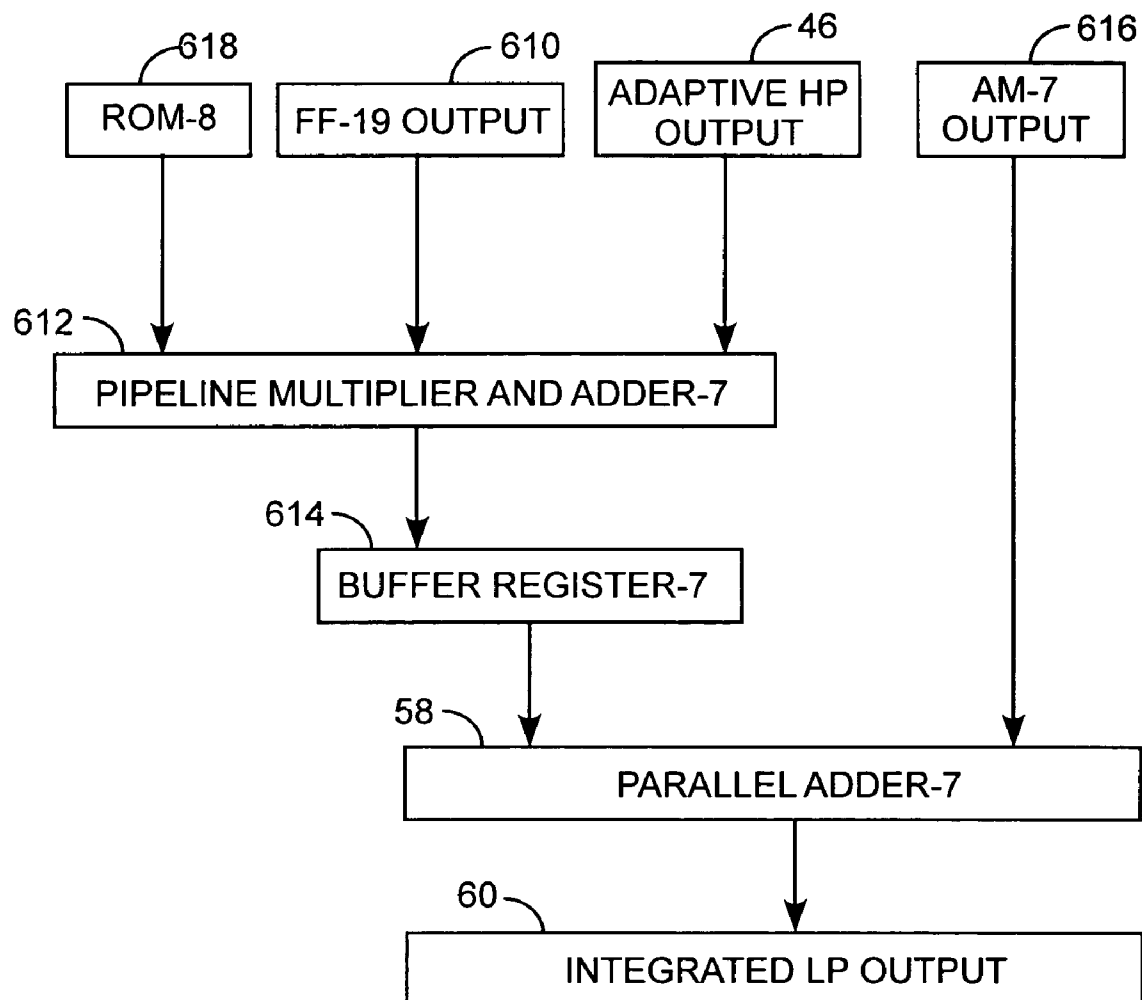 618
610
46
616
ROM-8
FF-19 OUTPUT
ADAPTIVE HP
OUTPUT
AM-7
OUTPUT
612
PIPELINE MULTIPLIER AND ADDER-7
614
BUFFER REGISTER-7
58
PARALLEL ADDER-7
60
INTEGRATED LP OUTPUT